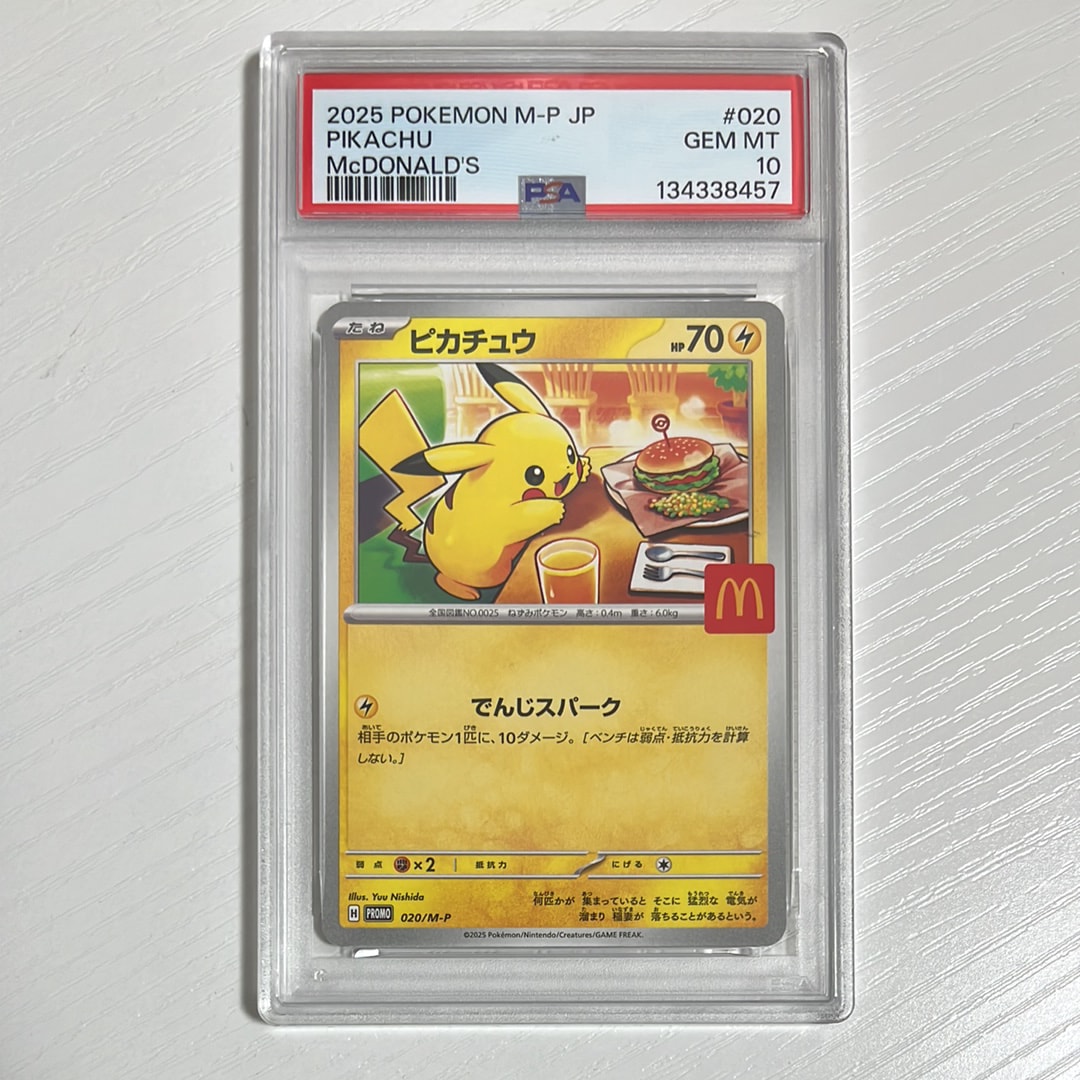 2025 POKEMON M-P JP #020
PIKACHU GEM MT
McDONALD'S 10
PSA 134338457
たね ピカチュウ HP70
全国図鑑NO.0025 ねずみポケモン 高さ:0.4m 重さ:6.0kg
M
でんじスパーク
相手のポケモン1匹に、10ダメージ。[ベンチは弱点・抵抗力を計算
しない。]
弱点 ×2 抵抗力 にげる
Illus. Yuu Nishida
何匹かが 集まっていると そこに 猛烈な 電気が
溜まり 稲妻が 落ちることがあるという。
H PROMO 020/M-P
©2025 Pokémon/Nintendo/Creatures/GAME FREAK.